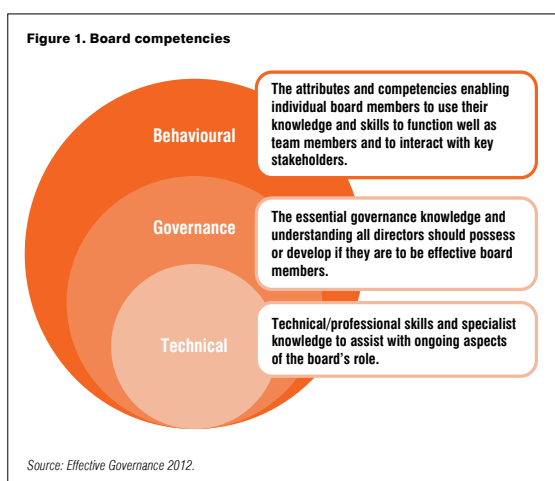 Figure 1. Board competencies
Behavioural
The attributes and competencies enabling
individual board members to use their
knowledge and skills to function well as
team members and to interact with key
stakeholders.
Governance
The essential governance knowledge and
understanding all directors should possess
or develop if they are to be effective board
members.
Technical
Technical/professional skills and specialist
knowledge to assist with ongoing aspects
of the board's role.
Source: Effective Governance 2012.